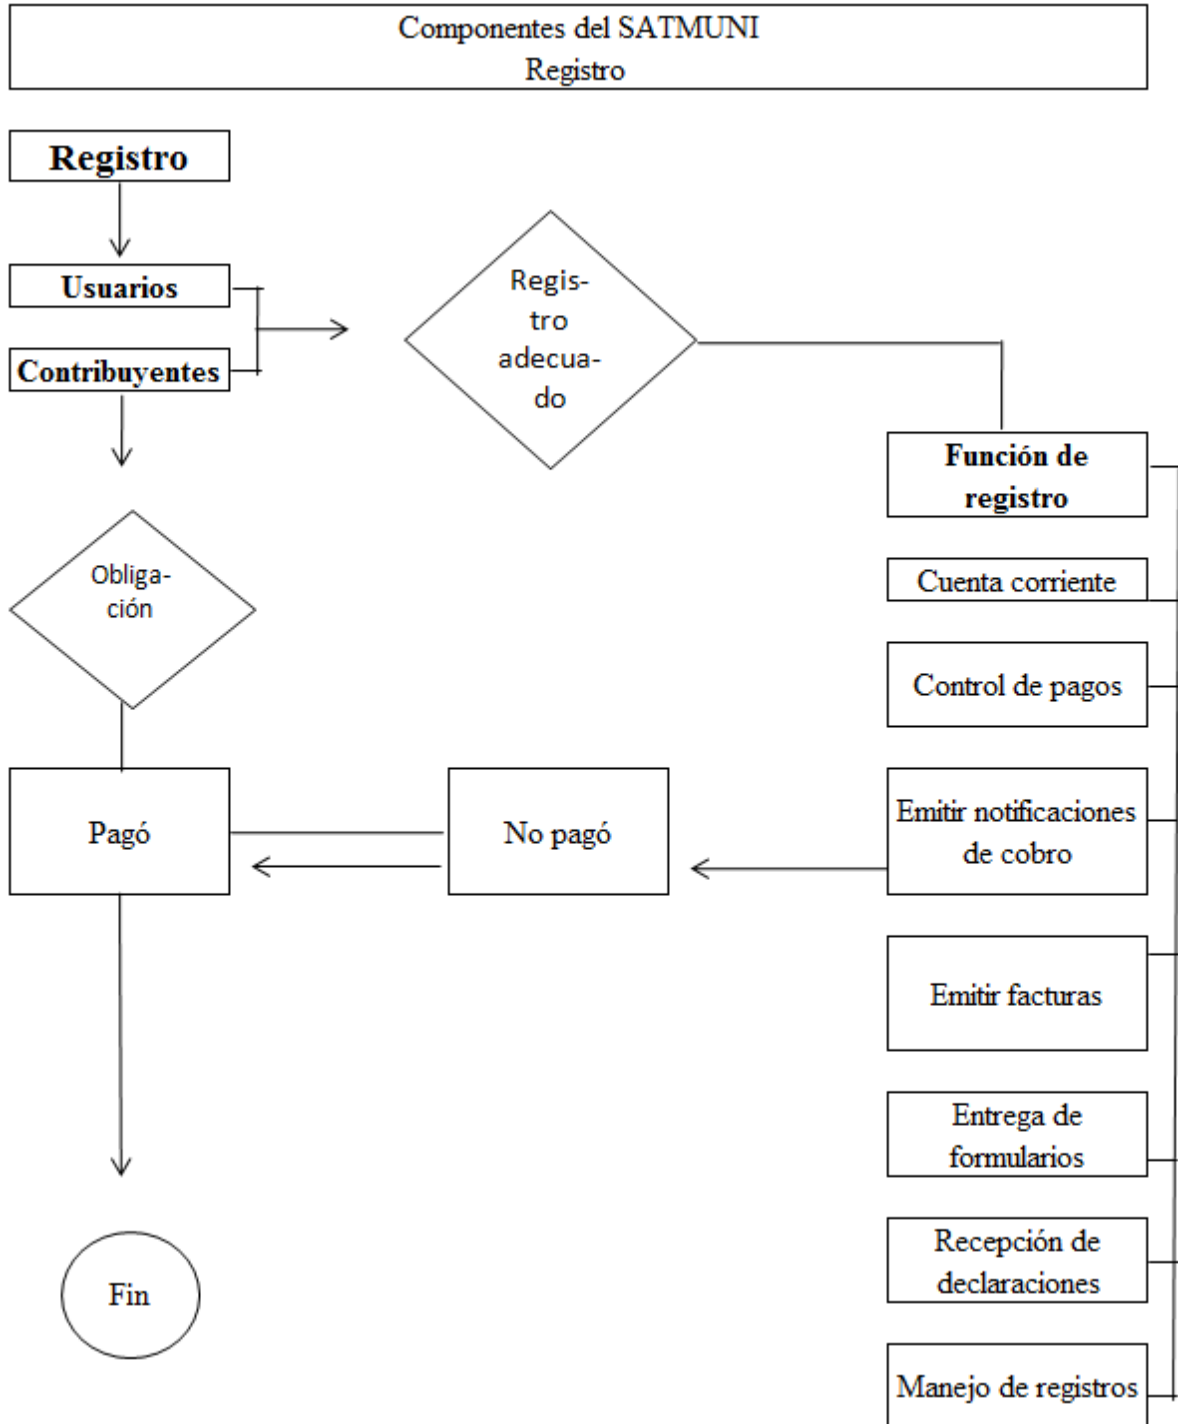 Componentes del SATMUNI
Registro
Registro
Usuarios
Contribuyentes
Regis-
tro
adecua-
do
Función de
registro
Obliga-
ción
Cuenta corriente
Control de pagos
Pagó
No pagó
Emitir notificaciones
de cobro
Emitir facturas
Entrega de
formularios
Recepción de
declaraciones
Fin
Manejo de registros